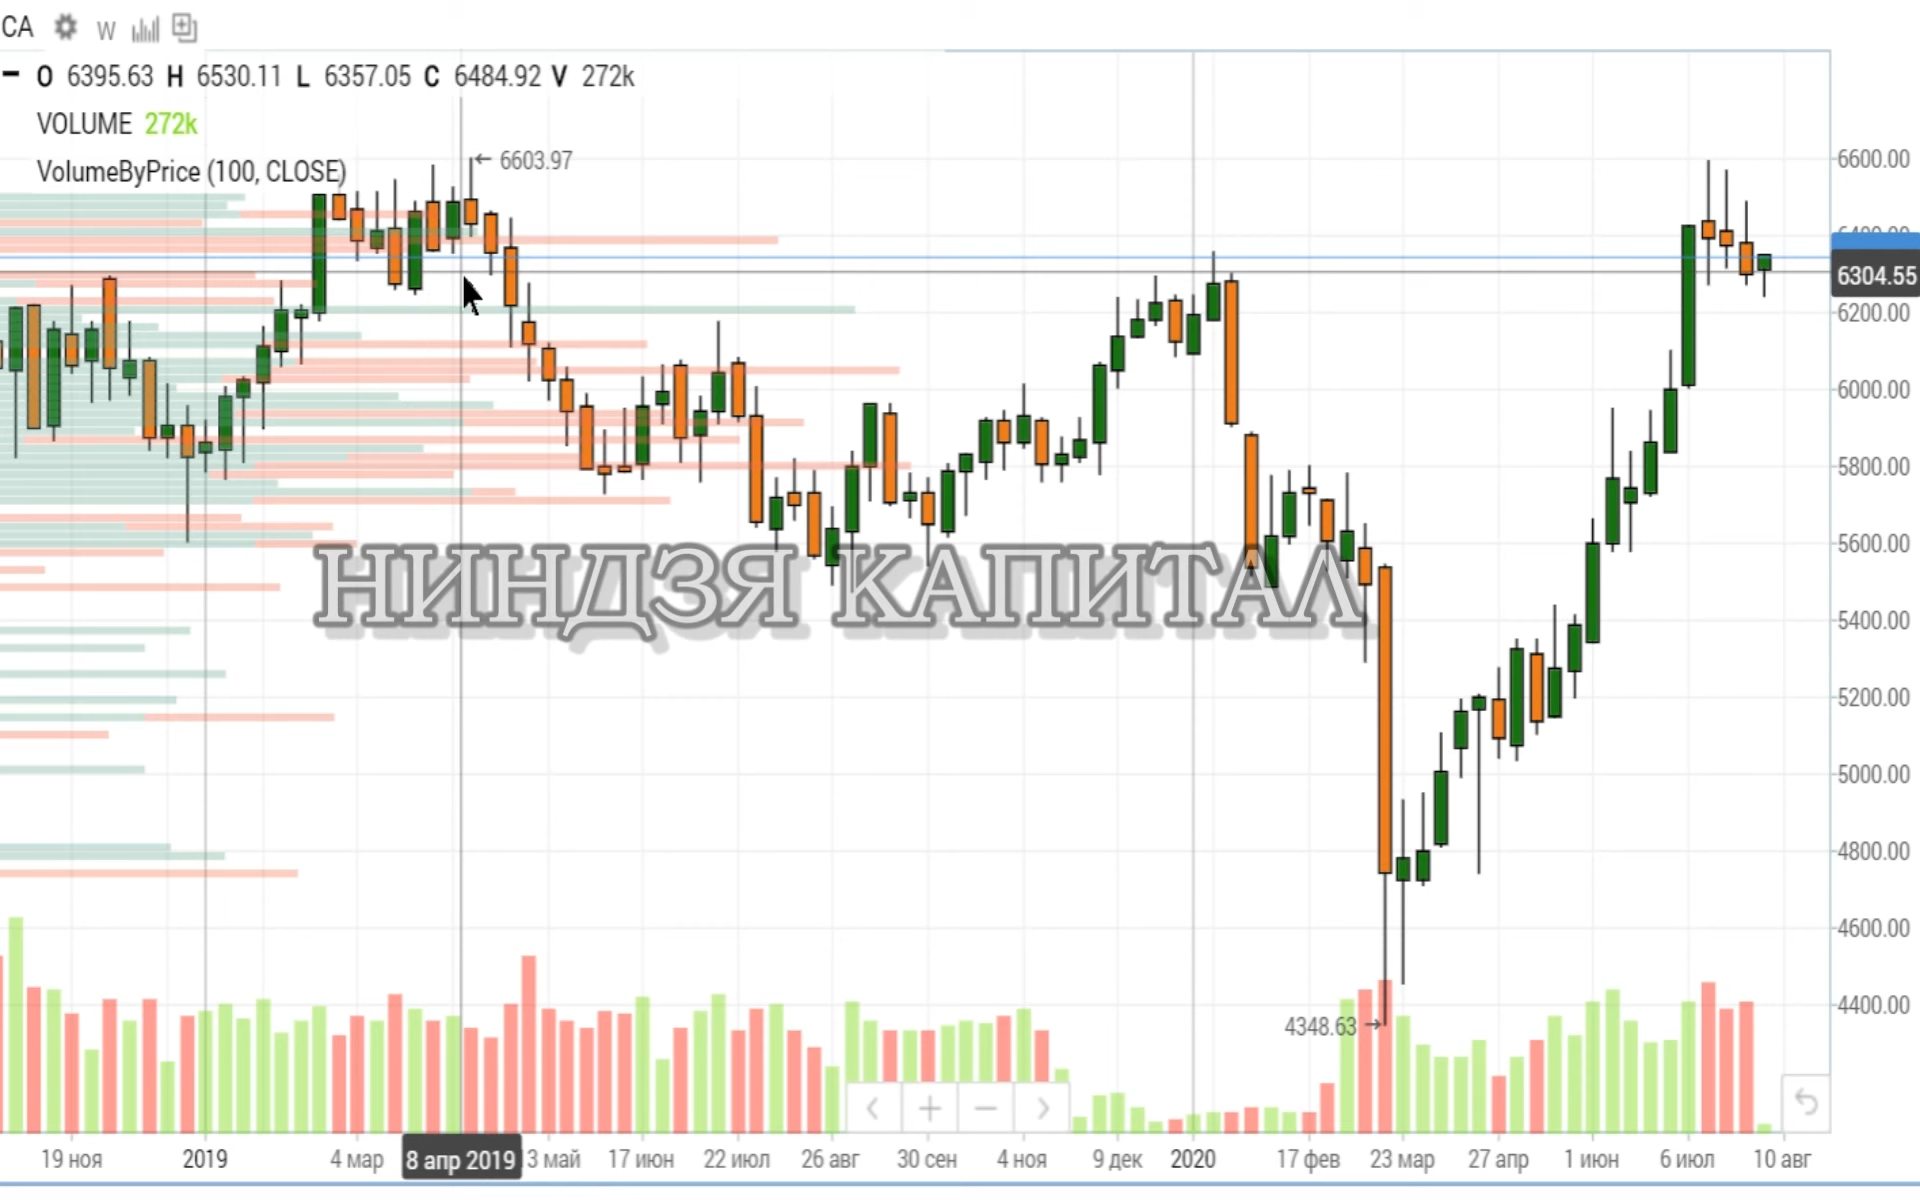 CA W
O 6395.63 H 6530.11 L 6357.05 C 6484.92 V 272k
VOLUME 272k
VolumeByPrice (100, CLOSE)
← 6603.97
6600.00
6304.55
6200.00
6000.00
5800.00
5600.00
НИНДЗЯ КАПИТАЛ
5400.00
5200.00
5000.00
4800.00
4600.00
4400.00
4348.63 →
19 ноя 2019 4 мар 8 апр 2019 3 май 17 июн 22 июл 26 авг 30 сен 4 ноя 9 дек 2020 17 фев 23 мар 27 апр 1 июн 6 июл 10 авг